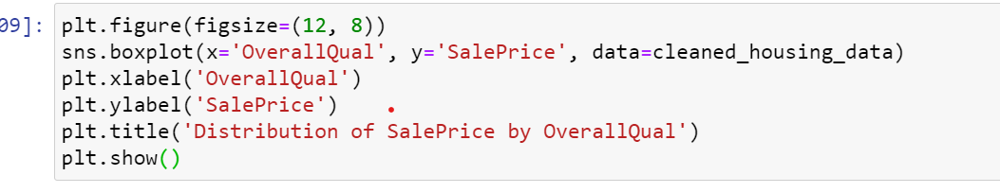 09]: plt.figure(figsize=(12, 8))
sns.boxplot(x='OverallQual', y='SalePrice', data=cleaned_housing_data)
plt.xlabel('OverallQual')
plt.ylabel('SalePrice')
plt.title('Distribution of SalePrice by OverallQual')
plt.show()